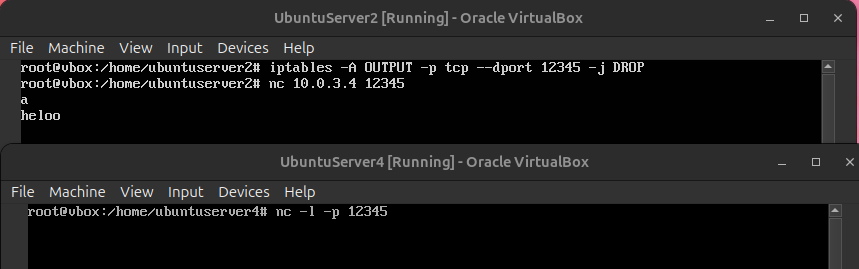 UbuntuServer2 [Running] - Oracle VirtualBox
File Machine View Input Devices Help
root@vbox:/home/ubuntuserver2# iptables -A OUTPUT -p tcp --dport 12345 -j DROP
root@vbox:/home/ubuntuserver2# nc 10.0.3.4 12345
a
heloo
UbuntuServer4 [Running] - Oracle VirtualBox
File Machine View Input Devices Help
root@vbox:/home/ubuntuserver4# nc -l -p 12345